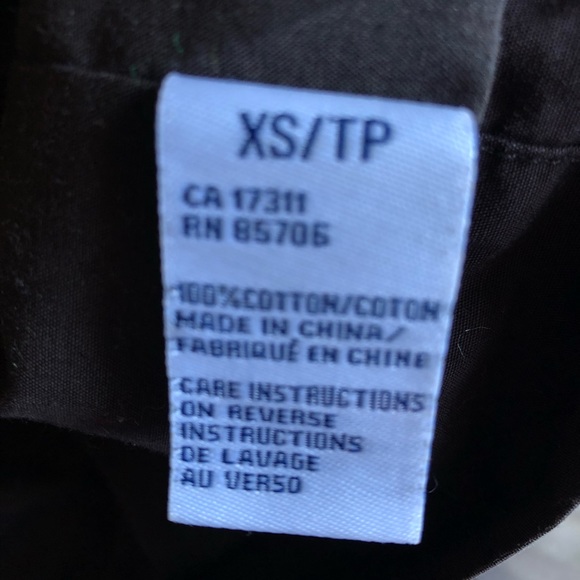 XS/TP
CA 17311
RN 85706
100%COTTON/COTON
MADE IN CHINA/
FABRIQUÉ EN CHINE
CARE INSTRUCTIONS
ON REVERSE
INSTRUCTIONS
DE LAVAGE
AU VERSO